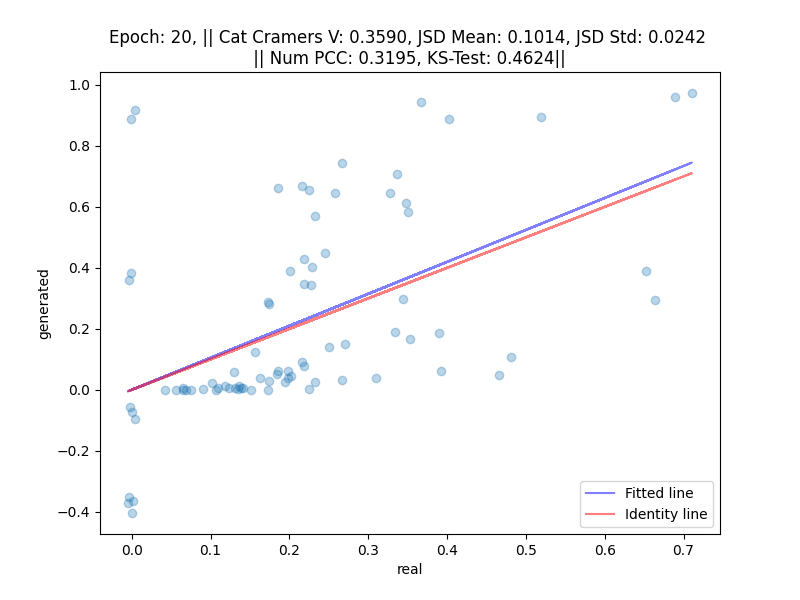 Epoch: 20, || Cat Cramers V: 0.3590, JSD Mean: 0.1014, JSD Std: 0.0242
|| Num PCC: 0.3195, KS-Test: 0.4624||
1.0
0.8
0.6
0.4
0.2
0.0
−0.2
−0.4
generated
0.0 0.1 0.2 0.3 0.4 0.5 0.6 0.7
real
Fitted line
Identity line